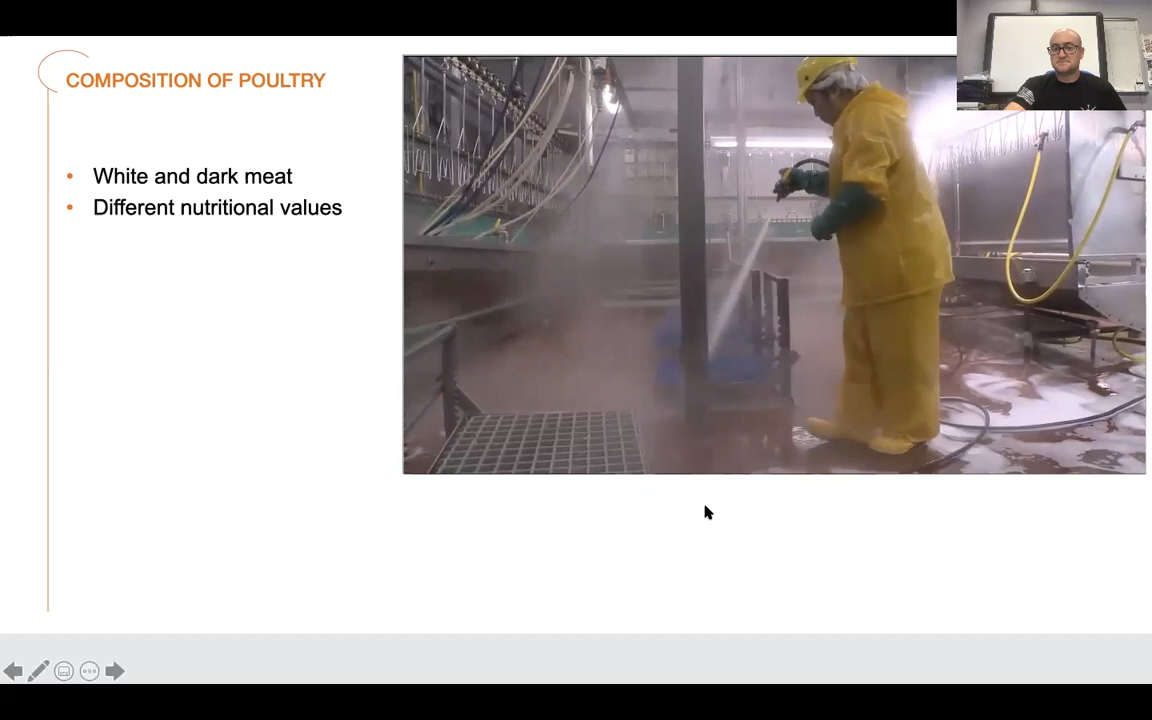 COMPOSITION OF POULTRY
• White and dark meat
• Different nutritional values